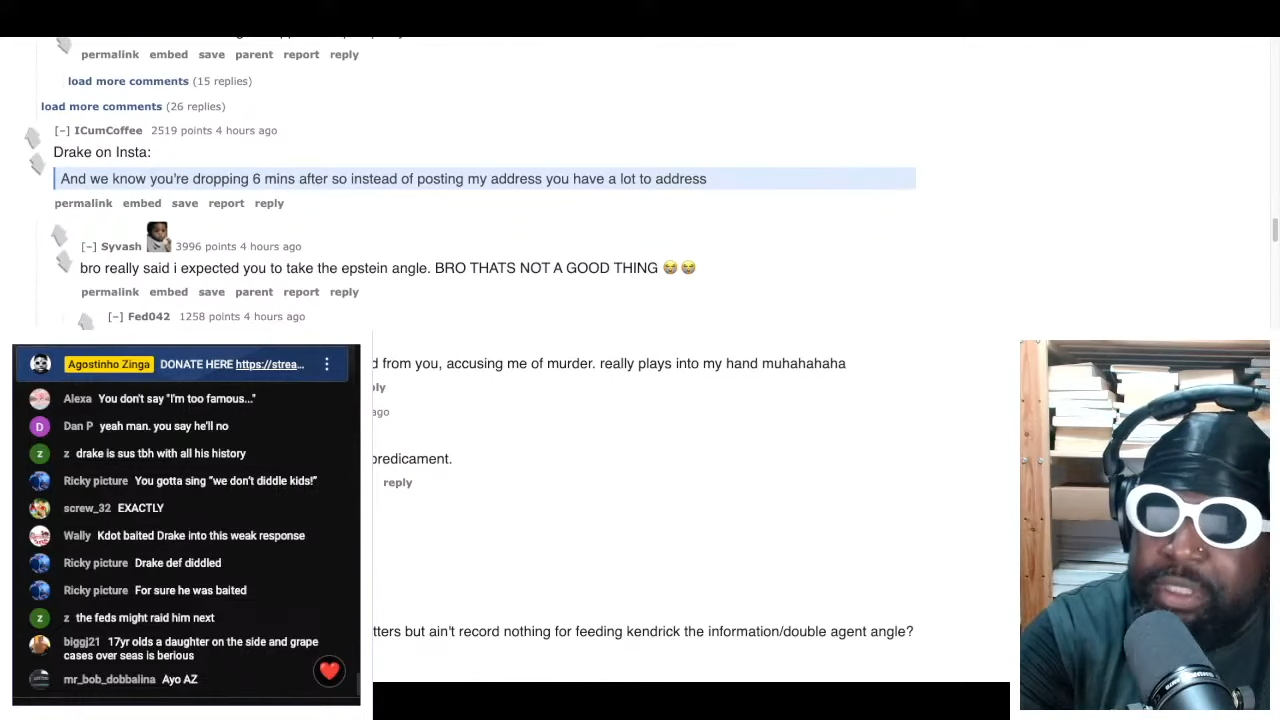 permalink embed save parent report reply
load more comments (15 replies)
load more comments (26 replies)
[–] ICumCoffee 2519 points 4 hours ago
Drake on Insta:
And we know you're dropping 6 mins after so instead of posting my address you have a lot to address
permalink embed save report reply
[–] Syvash 3996 points 4 hours ago
bro really said i expected you to take the epstein angle. BRO THATS NOT A GOOD THING 😭😭
permalink embed save parent report reply
[–] Fed042 1258 points 4 hours ago
d from you, accusing me of murder. really plays into my hand muhahahaha
ply
ago
predicament.
reply
tters but ain't record nothing for feeding kendrick the information/double agent angle?
Agostinho Zinga DONATE HERE https://strea...
Alexa You don't say "I'm too famous..."
Dan P yeah man. you say he'll no
z drake is sus tbh with all his history
Ricky picture You gotta sing “we don’t diddle kids!”
screw_32 EXACTLY
Wally Kdot baited Drake into this weak response
Ricky picture Drake def diddled
Ricky picture For sure he was baited
z the feds might raid him next
biggj21 17yr olds a daughter on the side and grape
cases over seas is berious
mr_bob_dobbalina Ayo AZ